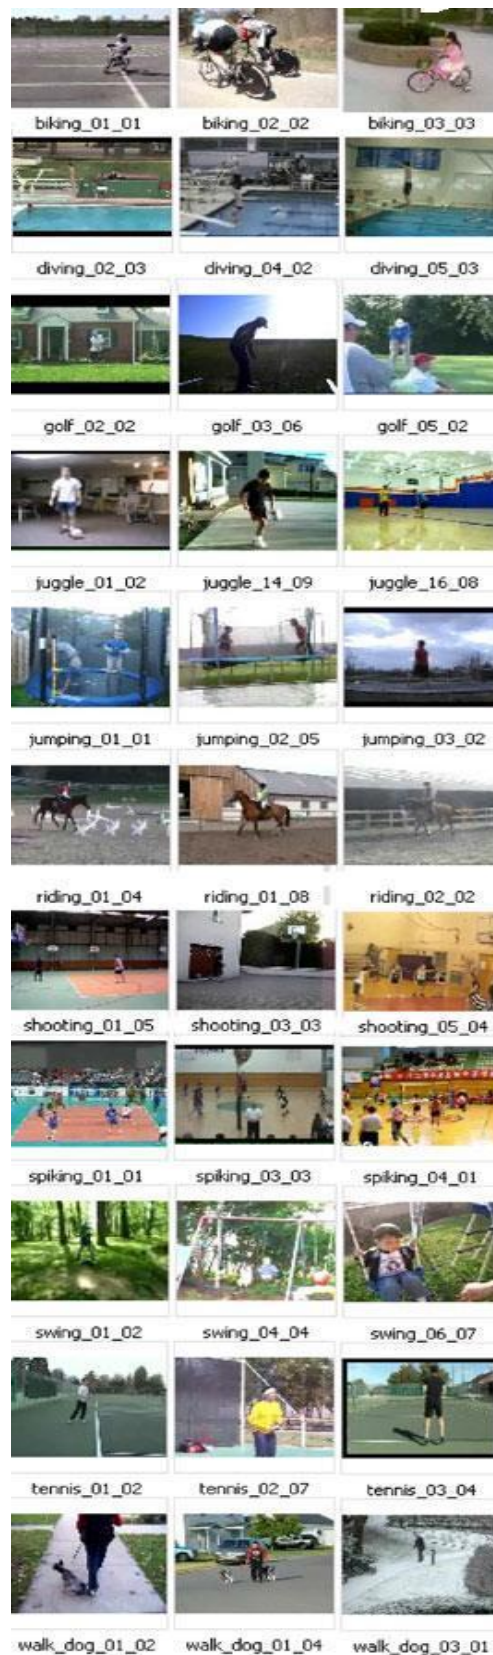 biking_01_01 biking_02_02 biking_03_03
diving_02_03 diving_04_02 diving_05_03
golf_02_02 golf_03_06 golf_05_02
juggle_01_02 juggle_14_09 juggle_16_08
jumping_01_01 jumping_02_05 jumping_03_02
riding_01_04 riding_01_08 riding_02_02
shooting_01_05 shooting_03_03 shooting_05_04
spiking_01_01 spiking_03_03 spiking_04_01
swing_01_02 swing_04_04 swing_06_07
tennis_01_02 tennis_02_07 tennis_03_04
walk_dog_01_02 walk_dog_01_04 walk_dog_03_01